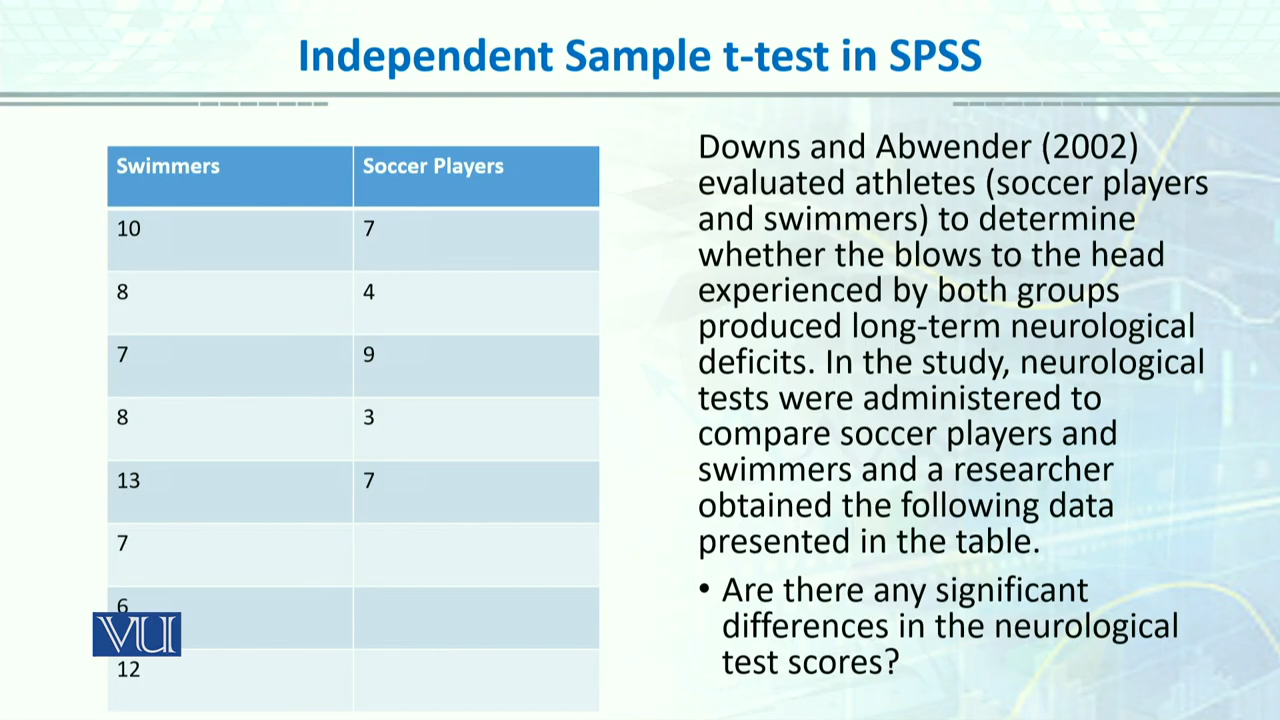 Independent Sample t-test in SPSS
Swimmers Soccer Players
10 7
8 4
7 9
8 3
13 7
7
6
12
VU
Downs and Abwender (2002)
evaluated athletes (soccer players
and swimmers) to determine
whether the blows to the head
experienced by both groups
produced long-term neurological
deficits. In the study, neurological
tests were administered to
compare soccer players and
swimmers and a researcher
obtained the following data
presented in the table.
• Are there any significant
differences in the neurological
test scores?